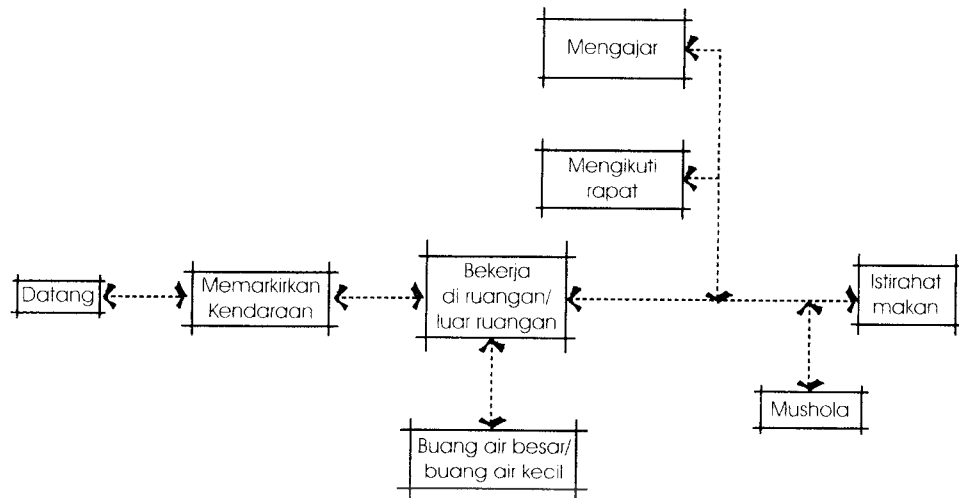 Mengajar
Mengikuti
rapat
Datang
Memarkirkan
Kendaraan
Bekerja
di ruangan/
luar ruangan
Istirahat
makan
Mushola
Buang air besar/
buang air kecil